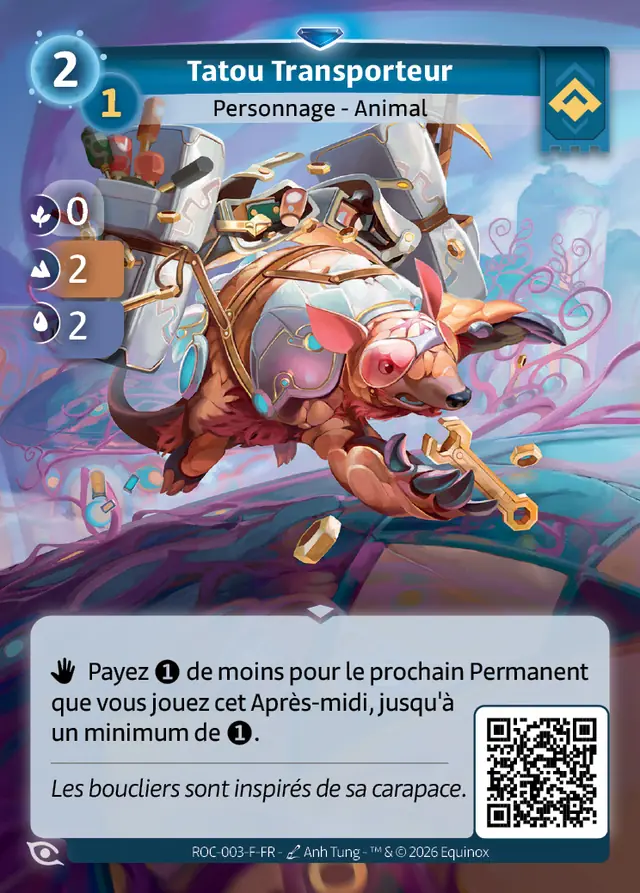 2
Tatou Transporteur
1
Personnage - Animal
0
2
2
Payez 1 de moins pour le prochain Permanent
que vous jouez cet Après-midi, jusqu'à
un minimum de 1.
Les boucliers sont inspirés de sa carapace.
ROC-003-F-FR - Anh Tung - ™ & © 2026 Equinox